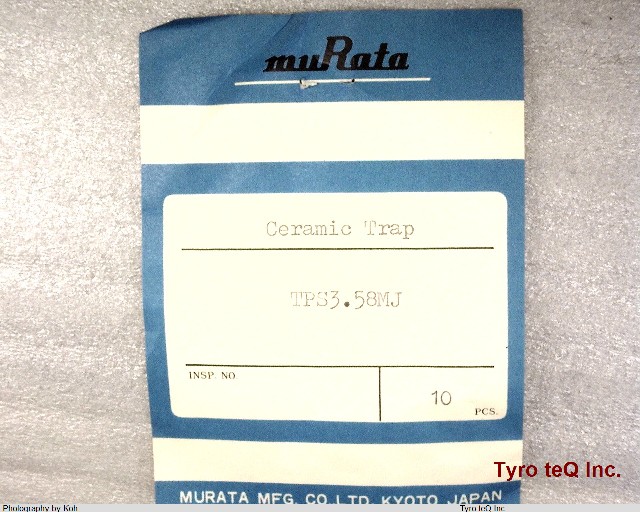 muRata
Ceramic Trap
TPS3.58MJ
INSP. NO
10
PCS.
Tyro teQ Inc.
MURATA MFG. CO. LTD. KYOTO, JAPAN
Photography by Koh
Tyro teQ Inc.